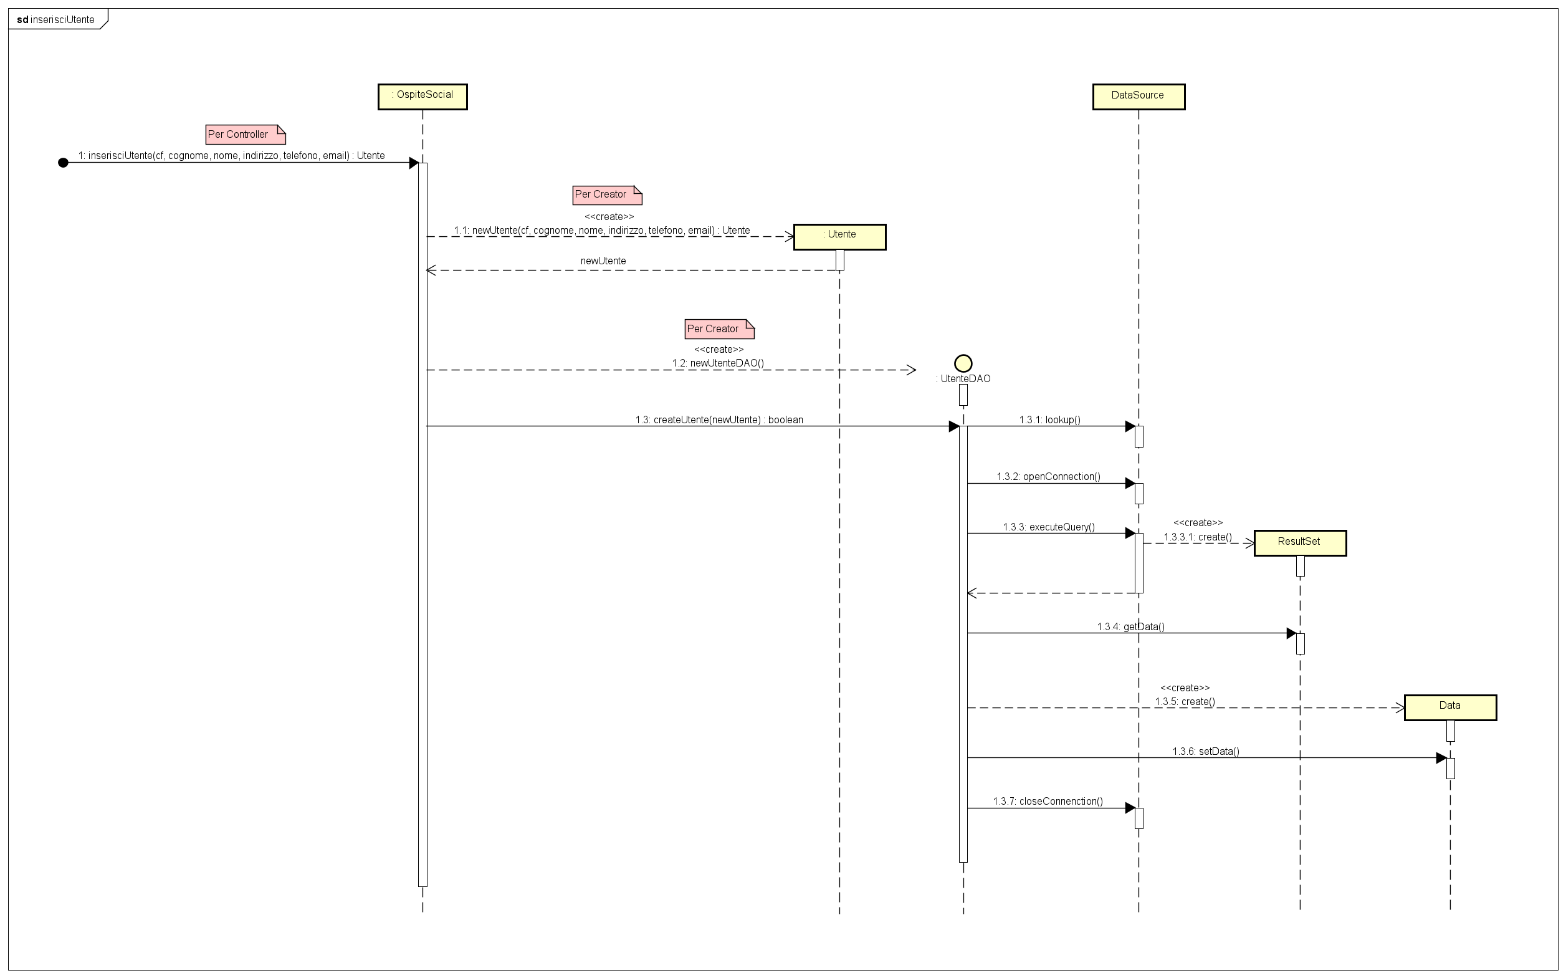 sd inserisciUtente
: OspiteSocial
DataSource
Per Controller
1: inserisciUtente(cf, cognome, nome, indirizzo, telefono, email) : Utente
Per Creator
<<create>>
1.1: newUtente(cf, cognome, nome, indirizzo, telefono, email) : Utente
: Utente
newUtente
Per Creator
<<create>>
1.2: newUtenteDAO()
: UtenteDAO
1.3: createUtente(newUtente) : boolean
1.3.1: lookup()
1.3.2: openConnection()
1.3.3: executeQuery()
<<create>>
1.3.3.1: create()
ResultSet
1.3.4: getData()
<<create>>
1.3.5: create()
Data
1.3.6: setData()
1.3.7: closeConnenction()